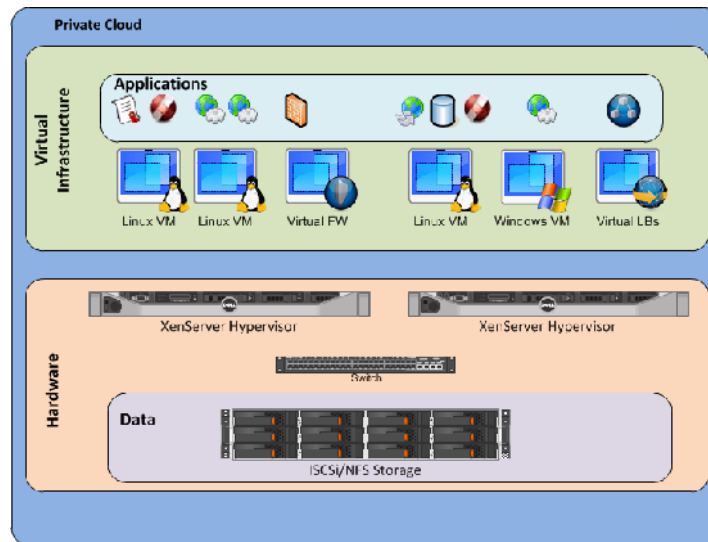 Private Cloud
Virtual
Infrastructure
Applications
Linux VM
Linux VM
Virtual FW
Linux VM
Windows VM
Virtual LBs
Hardware
XenServer Hypervisor
XenServer Hypervisor
Switch
Data
ISCSi/NFS Storage